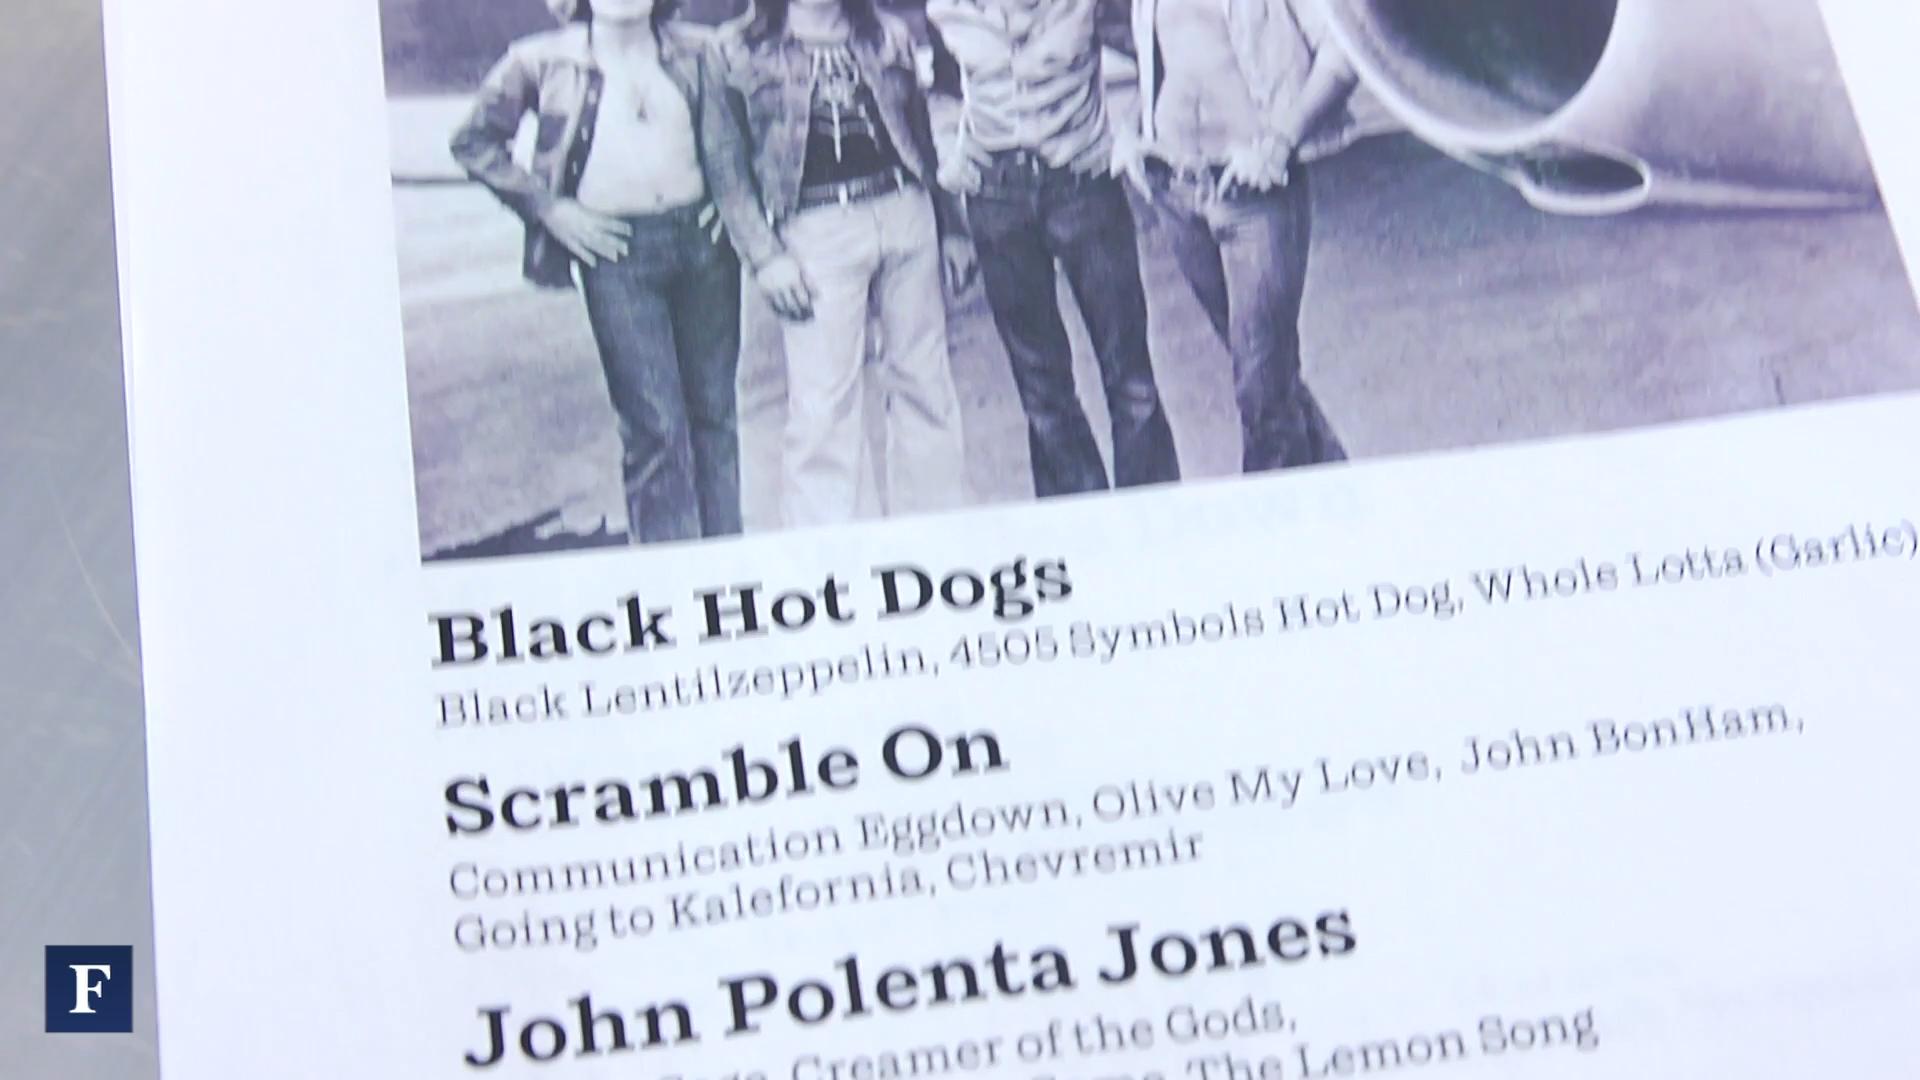 Black Hot Dogs
Black Lentilzeppelin, 4505 Symbols Hot Dog, Whole Lotta (Garlic)
Scramble On
Communication Eggdown, Olive My Love, John BonHam,
Going to Kalefornia, Chevremir
John Polenta Jones
Creamer of the Gods,
The Lemon Song
F